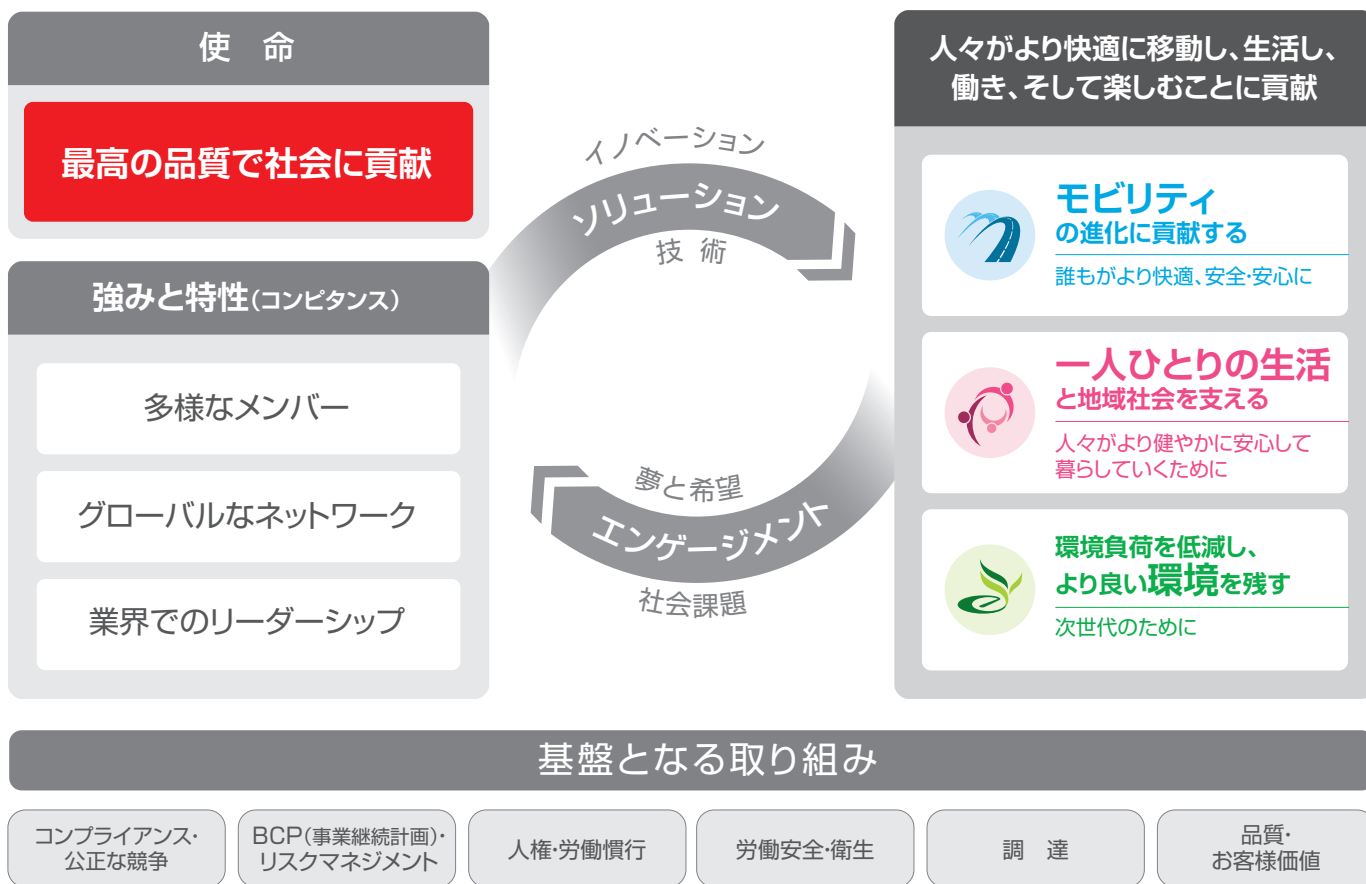 使 命
最高の品質で社会に貢献
強みと特性(コンピタンス)
多様なメンバー
グローバルなネットワーク
業界でのリーダーシップ
イノベーション
ソリューション
技 術
夢と希望
エンゲージメント
社会課題
人々がより快適に移動し、生活し、
働き、そして楽しむことに貢献
モビリティ
の進化に貢献する
誰もがより快適、安全・安心に
一人ひとりの生活
と地域社会を支える
人々がより健やかに安心して
暮らしていくために
環境負荷を低減し、
より良い環境を残す
次世代のために
基盤となる取り組み
コンプライアンス・
公正な競争
BCP(事業継続計画)・
リスクマネジメント
人権・労働慣行
労働安全・衛生
調 達
品質・
お客様価値